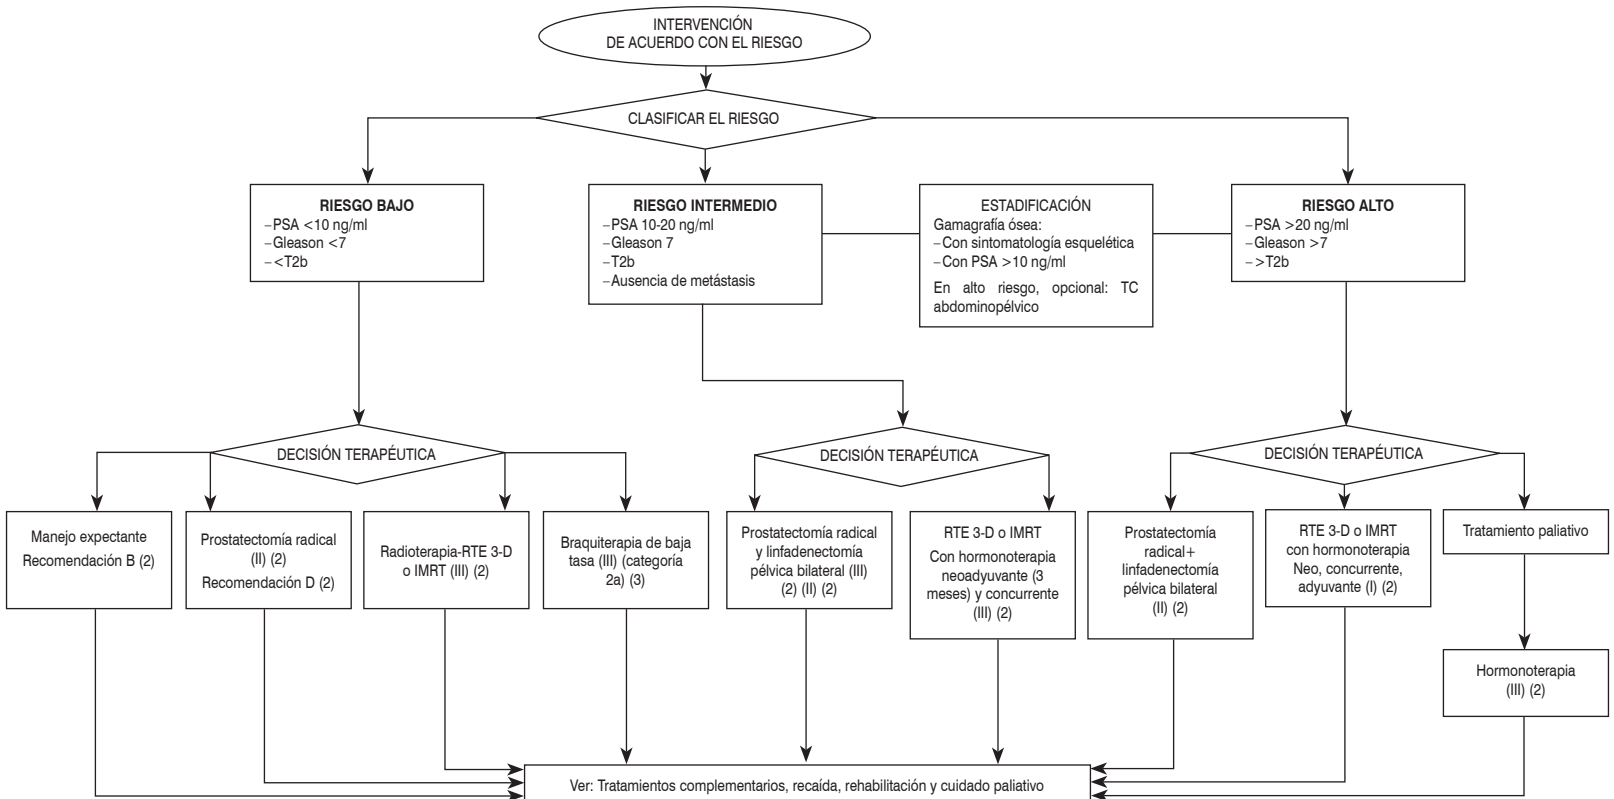 INTERVENCIÓN
DE ACUERDO CON EL RIESGO
CLASIFICAR EL RIESGO
RIESGO BAJO
–PSA <10 ng/ml
–Gleason <7
–<T2b
RIESGO INTERMEDIO
–PSA 10-20 ng/ml
–Gleason 7
–T2b
–Ausencia de metástasis
ESTADIFICACIÓN
Gamagrafía ósea:
–Con sintomatología esquelética
–Con PSA >10 ng/ml
En alto riesgo, opcional: TC
abdominopélvico
RIESGO ALTO
–PSA >20 ng/ml
–Gleason >7
–>T2b
DECISIÓN TERAPÉUTICA
DECISIÓN TERAPÉUTICA
DECISIÓN TERAPÉUTICA
Manejo expectante
Recomendación B (2)
Prostatectomía radical
(II) (2)
Recomendación D (2)
Radioterapia-RTE 3-D
o IMRT (III) (2)
Braquiterapia de baja
tasa (III) (categoría
2a) (3)
Prostatectomía radical
y linfadenectomía
pélvica bilateral (III)
(2) (II) (2)
RTE 3-D o IMRT
Con hormonoterapia
neoadyuvante (3
meses) y concurrente
(III) (2)
Prostatectomía
radical+
linfadenectomía
pélvica bilateral
(II) (2)
RTE 3-D o IMRT
con hormonoterapia
Neo, concurrente,
adyuvante (I) (2)
Tratamiento paliativo
Hormonoterapia
(III) (2)
Ver: Tratamientos complementarios, recaída, rehabilitación y cuidado paliativo